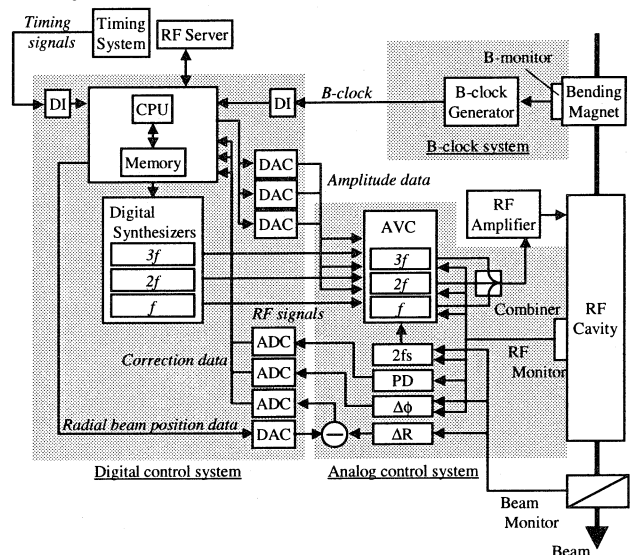 Timing
signals
Timing
System
RF Server
B-monitor
DI
CPU
Memory
DI
B-clock
B-clock
Generator
Bending
Magnet
B-clock system
DAC
DAC
DAC
Amplitude data
Digital
Synthesizers
3f
2f
f
AVC
3f
2f
f
RF
Amplifier
Combiner
RF
Cavity
RF signals
RF
Monitor
ADC
ADC
ADC
DAC
Correction data
2fs
PD
Δϕ
ΔR
Radial beam position data
Digital control system
Analog control system
Beam
Monitor
Beam